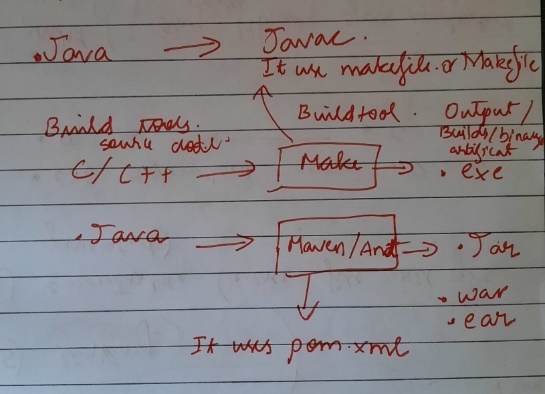 .Java → Javac.
It use makefile. or Makefile
Build tools.
Build tool. Output/
source code.
Builds/binary
artificat
C/C++ → Make → .exe
.Java → Maven/Ant → .Jar
.war
.ear
It uses pom.xml